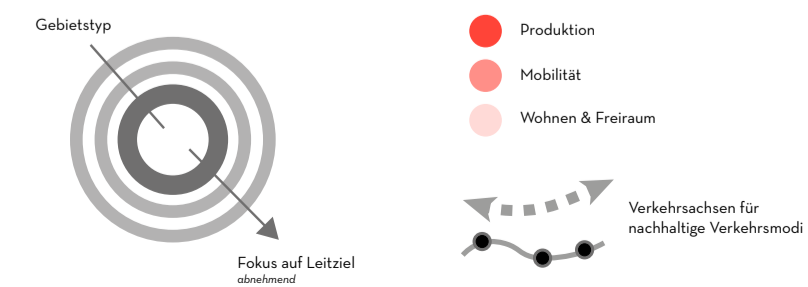 Gebietstyp
Fokus auf Leitziel
abnehmend
Produktion
Mobilität
Wohnen & Freiraum
Verkehrsachsen für
nachhaltige Verkehrsmodi